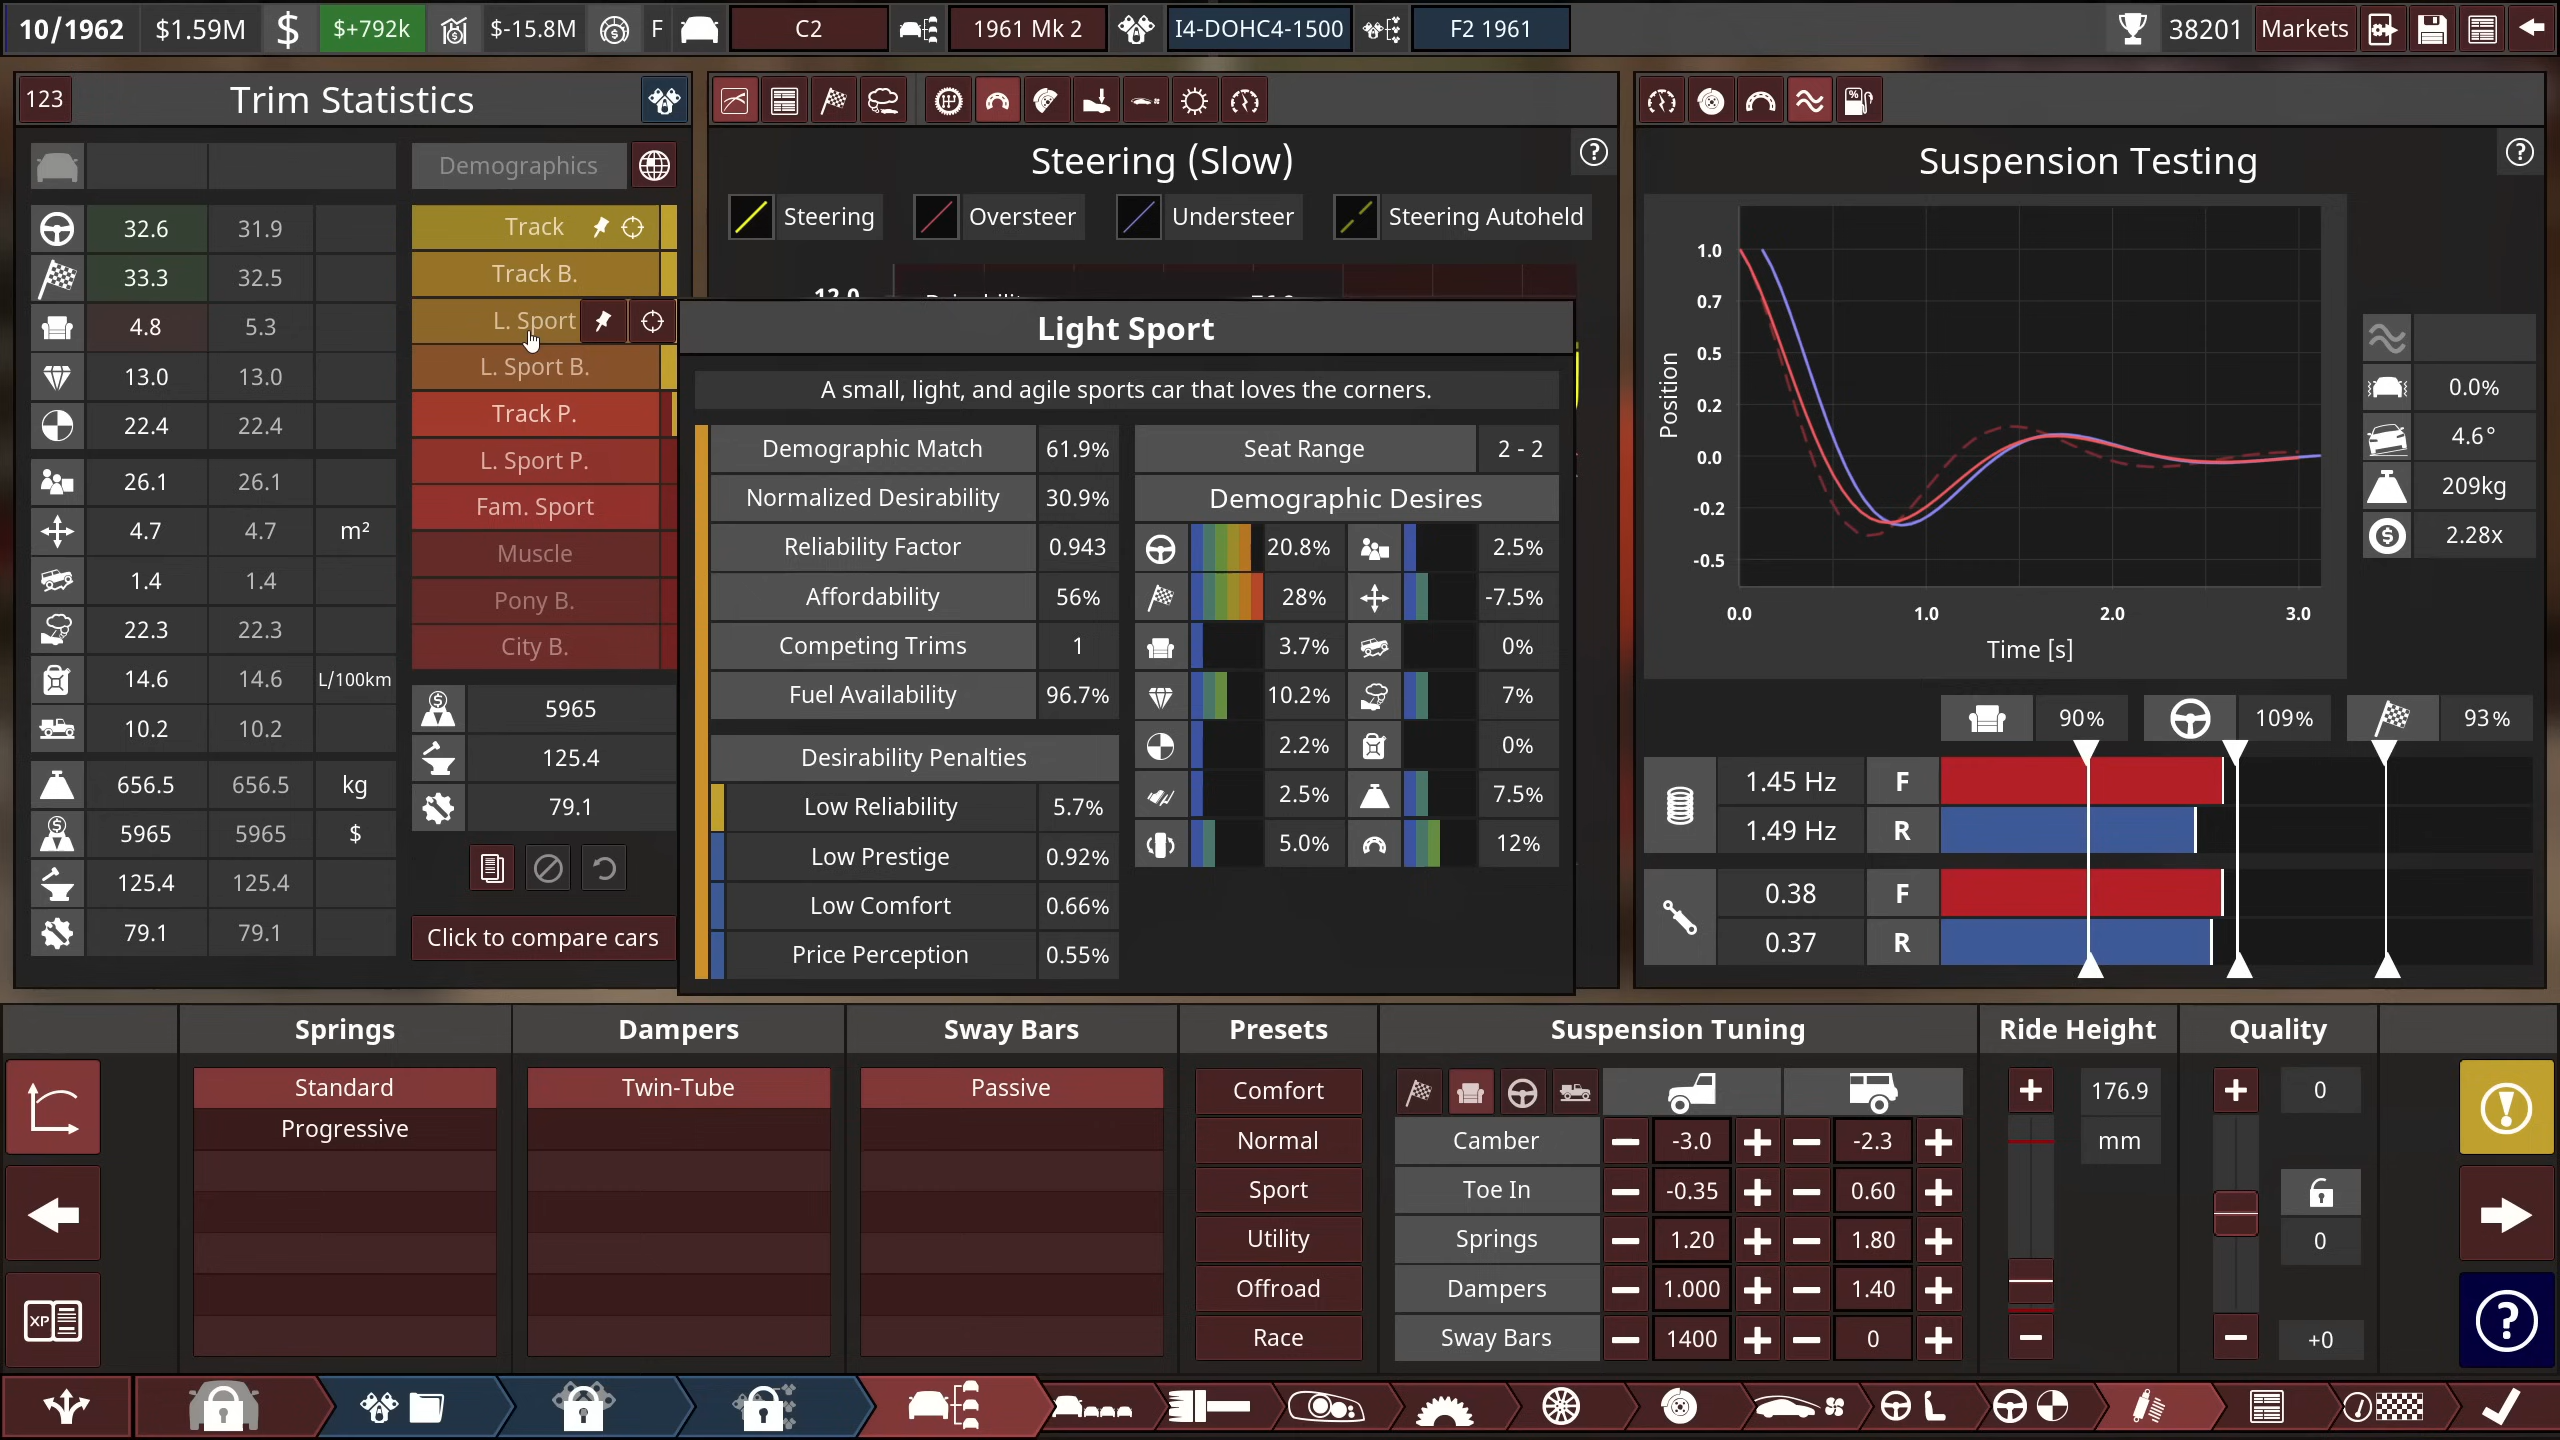 10/1962 $1.59M $+792k $-15.8M F C2 1961 Mk 2 I4-DOHC4-1500 F2 1961 38201 Markets
123 Trim Statistics
Demographics
32.6 31.9
33.3 32.5
4.8 5.3
13.0 13.0
22.4 22.4
26.1 26.1
4.7 4.7 m²
1.4 1.4
22.3 22.3
14.6 14.6 L/100km
10.2 10.2
656.5 656.5 kg
5965 5965 $
125.4 125.4
79.1 79.1
Track
Track B.
L. Sport
L. Sport B.
Track P.
L. Sport P.
Fam. Sport
Muscle
Pony B.
City B.
5965
125.4
79.1
Click to compare cars
Steering (Slow)
Steering Oversteer Understeer Steering Autoheld
12.0
Light Sport
A small, light, and agile sports car that loves the corners.
Demographic Match 61.9%
Normalized Desirability 30.9%
Reliability Factor 0.943
Affordability 56%
Competing Trims 1
Fuel Availability 96.7%
Desirability Penalties
Low Reliability 5.7%
Low Prestige 0.92%
Low Comfort 0.66%
Price Perception 0.55%
Seat Range 2 - 2
Demographic Desires
20.8% 2.5%
28% -7.5%
3.7% 0%
10.2% 7%
2.2% 0%
2.5% 7.5%
5.0% 12%
Suspension Testing
Position
1.0
0.7
0.5
0.2
0.0
-0.2
-0.5
0.0 1.0 2.0 3.0
Time [s]
0.0%
4.6°
209kg
2.28x
90% 109% 93%
1.45 Hz F
1.49 Hz R
0.38 F
0.37 R
Springs
Standard
Progressive
Dampers
Twin-Tube
Sway Bars
Passive
Presets
Comfort
Normal
Sport
Utility
Offroad
Race
Suspension Tuning
Camber -3.0 -2.3
Toe In -0.35 0.60
Springs 1.20 1.80
Dampers 1.000 1.40
Sway Bars 1400 0
Ride Height
176.9
mm
Quality
0
0
+0
XP